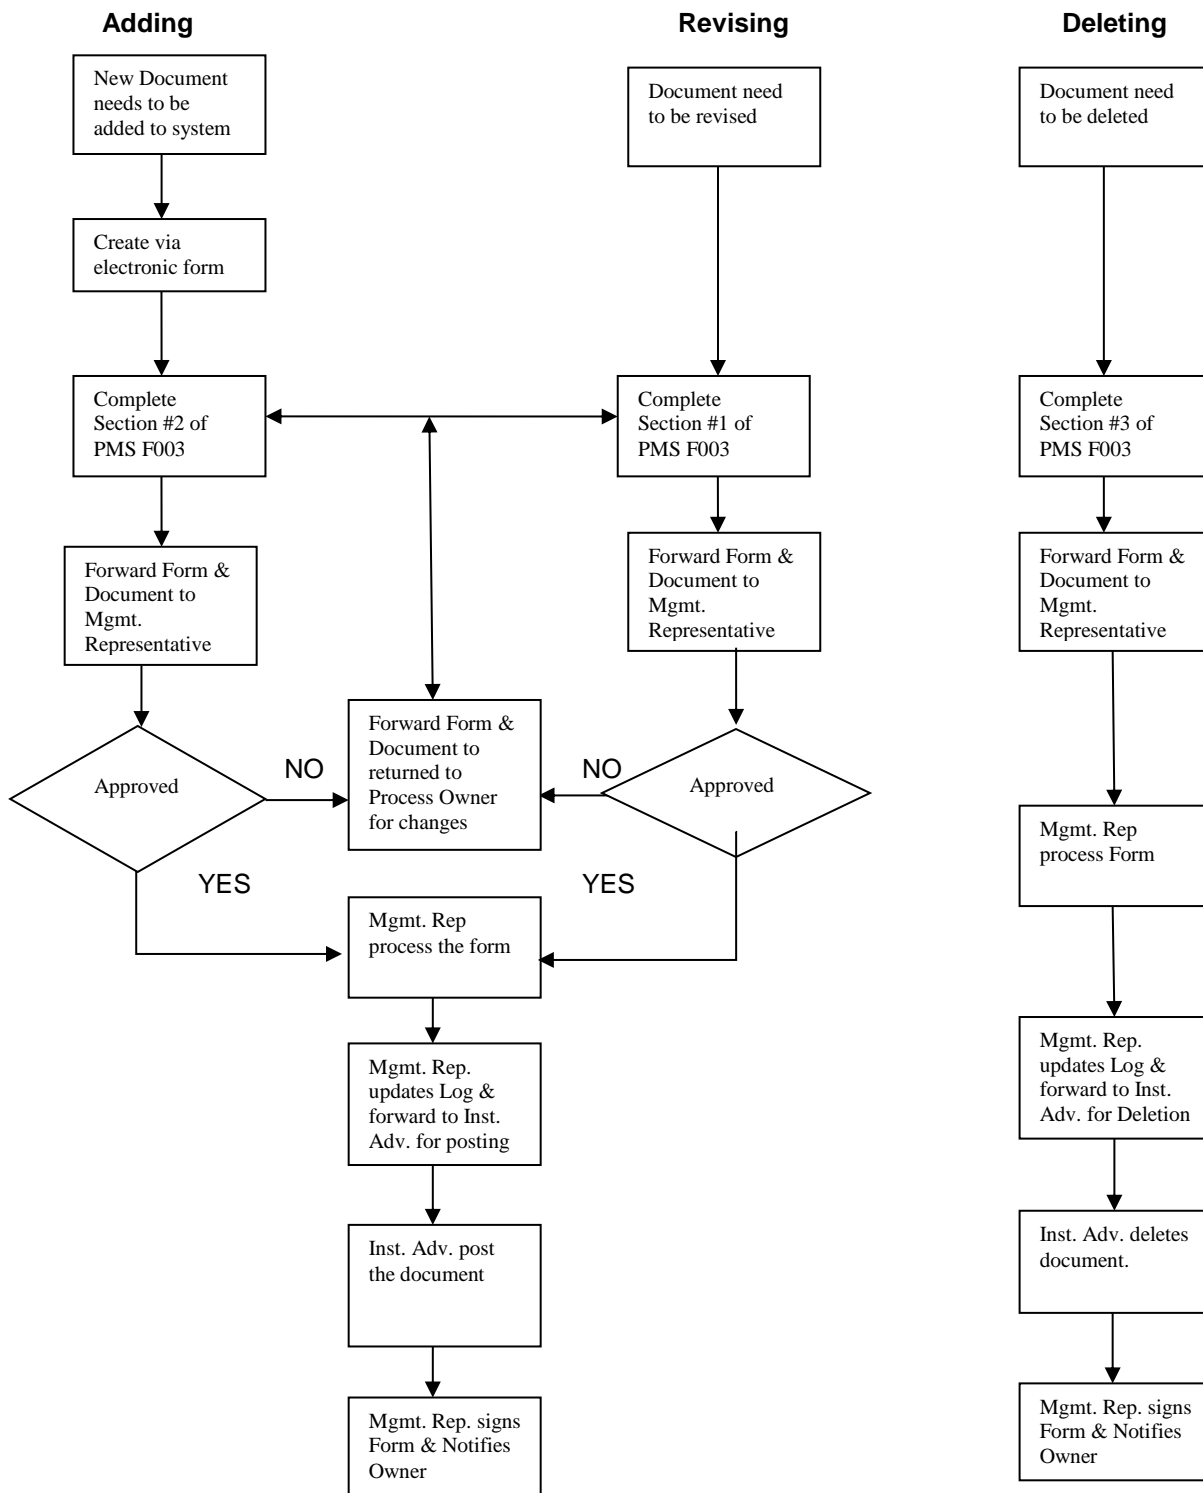 Adding
Revising
Deleting
New Document
needs to be
added to system
Document need
to be revised
Document need
to be deleted
Create via
electronic form
Complete
Section #2 of
PMS F003
Complete
Section #1 of
PMS F003
Complete
Section #3 of
PMS F003
Forward Form &
Document to
Mgmt.
Representative
Forward Form &
Document to
Mgmt.
Representative
Forward Form &
Document to
Mgmt.
Representative
Approved
NO
Forward Form &
Document to
returned to
Process Owner
for changes
NO
Approved
Mgmt. Rep
process Form
YES
YES
Mgmt. Rep
process the form
Mgmt. Rep.
updates Log &
forward to Inst.
Adv. for posting
Mgmt. Rep.
updates Log &
forward to Inst.
Adv. for Deletion
Inst. Adv. post
the document
Inst. Adv. deletes
document.
Mgmt. Rep. signs
Form & Notifies
Owner
Mgmt. Rep. signs
Form & Notifies
Owner